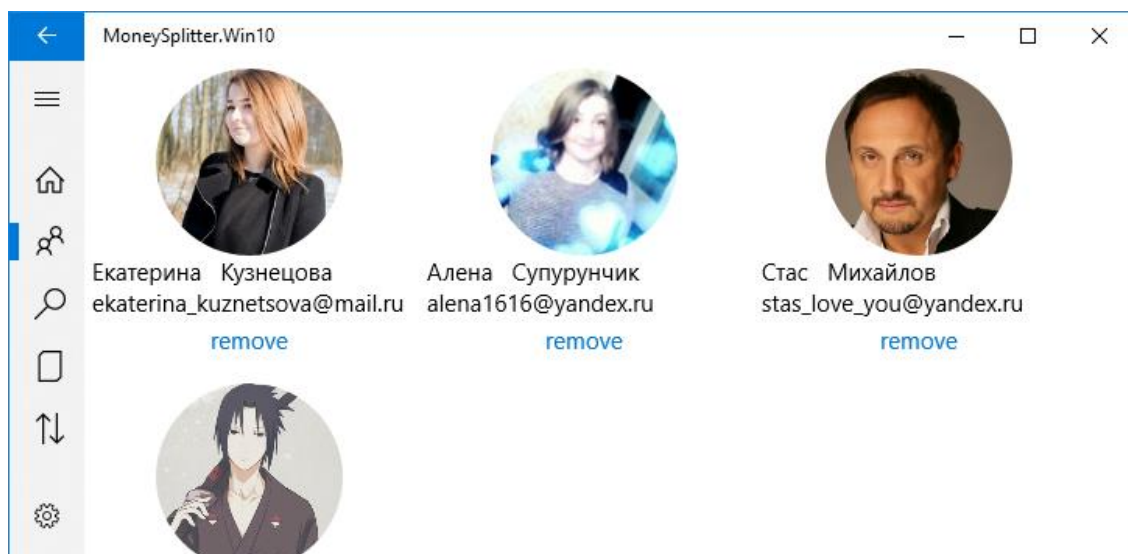 MoneySplitter.Win10
Екатерина Кузнецова
ekaterina_kuznetsova@mail.ru
remove
Алена Супурунчик
alena1616@yandex.ru
remove
Стас Михайлов
stas_love_you@yandex.ru
remove